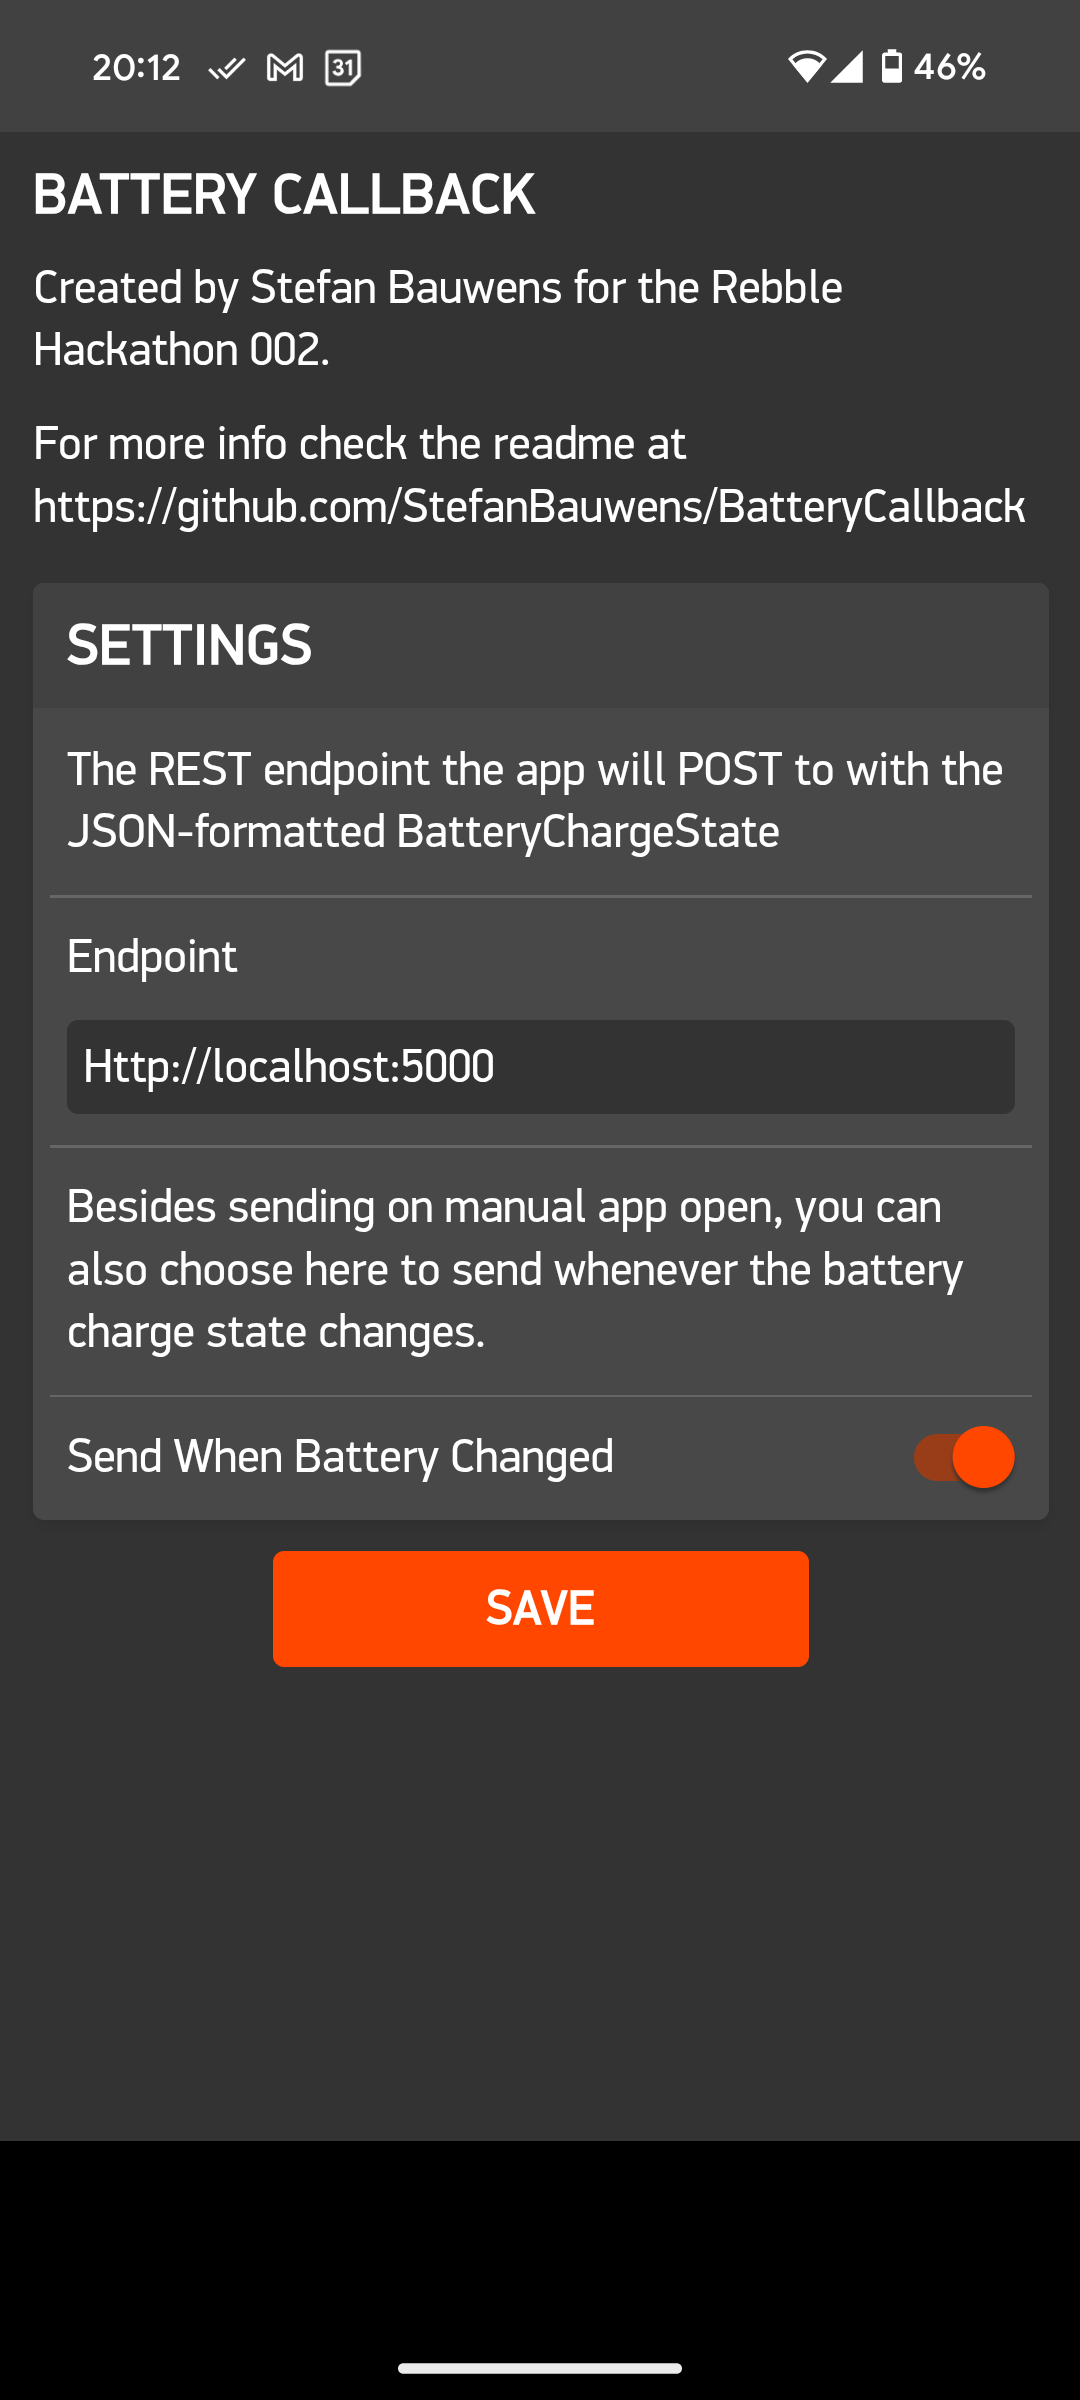 20:12 31 46%
BATTERY CALLBACK
Created by Stefan Bauwens for the Rebble
Hackathon 002.
For more info check the readme at
https://github.com/StefanBauwens/BatteryCallback
SETTINGS
The REST endpoint the app will POST to with the
JSON-formatted BatteryChargeState
Endpoint
Http://localhost:5000
Besides sending on manual app open, you can
also choose here to send whenever the battery
charge state changes.
Send When Battery Changed
SAVE